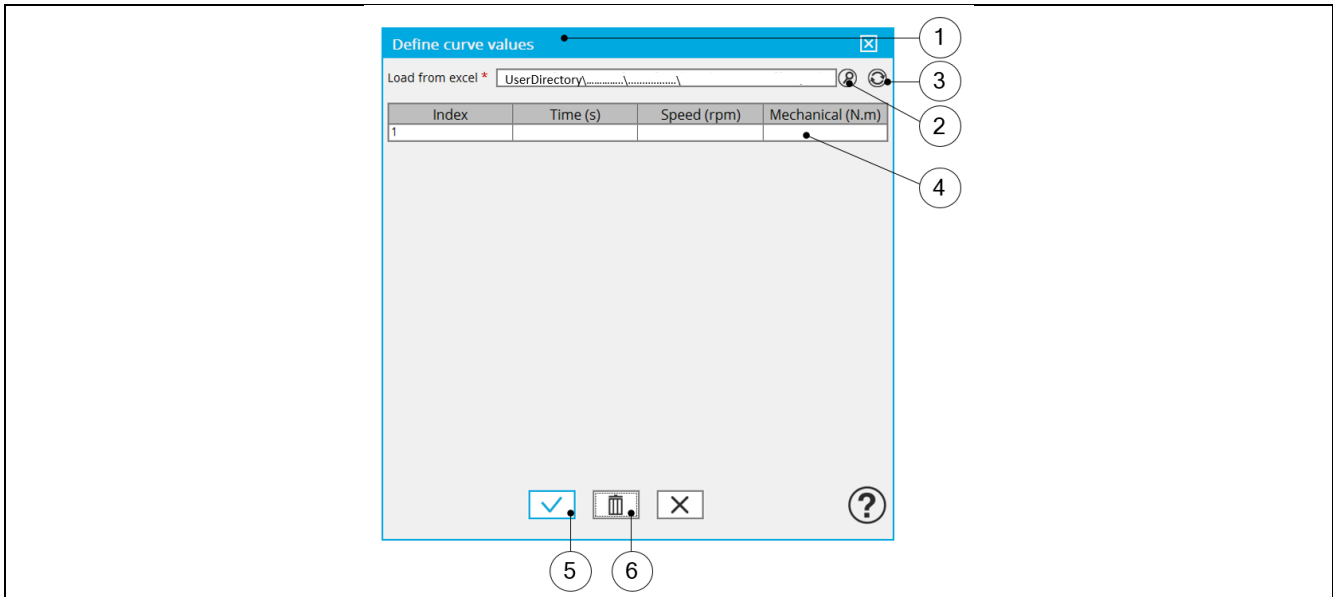 1
Define curve values
Load from excel * UserDirectory\..............\.................\
3
Index Time (s) Speed (rpm) Mechanical (N.m)
2
1
4
?
5 6